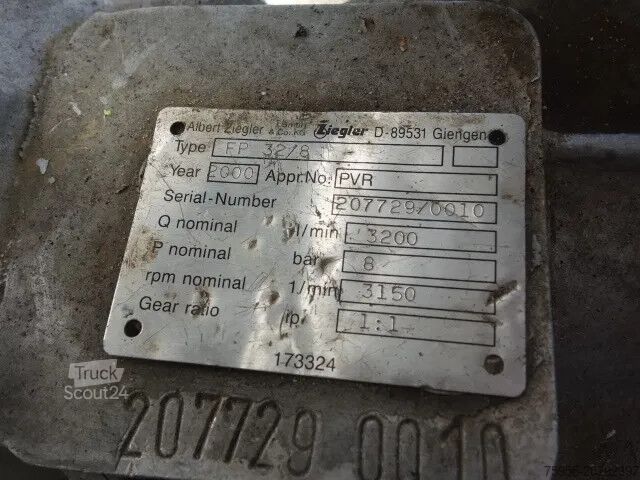 Albert Ziegler & Co. KG Ziegler D-89531 Giengen
Type FP 32/8
Year 2000 Appr.No: PVR
Serial-Number 207729/0010
Q nominal l/min 3200
P nominal bar 8
rpm nominal 1/min 3150
Gear ratio ip 1:1
173324
Truck
Scout24
207729 0010